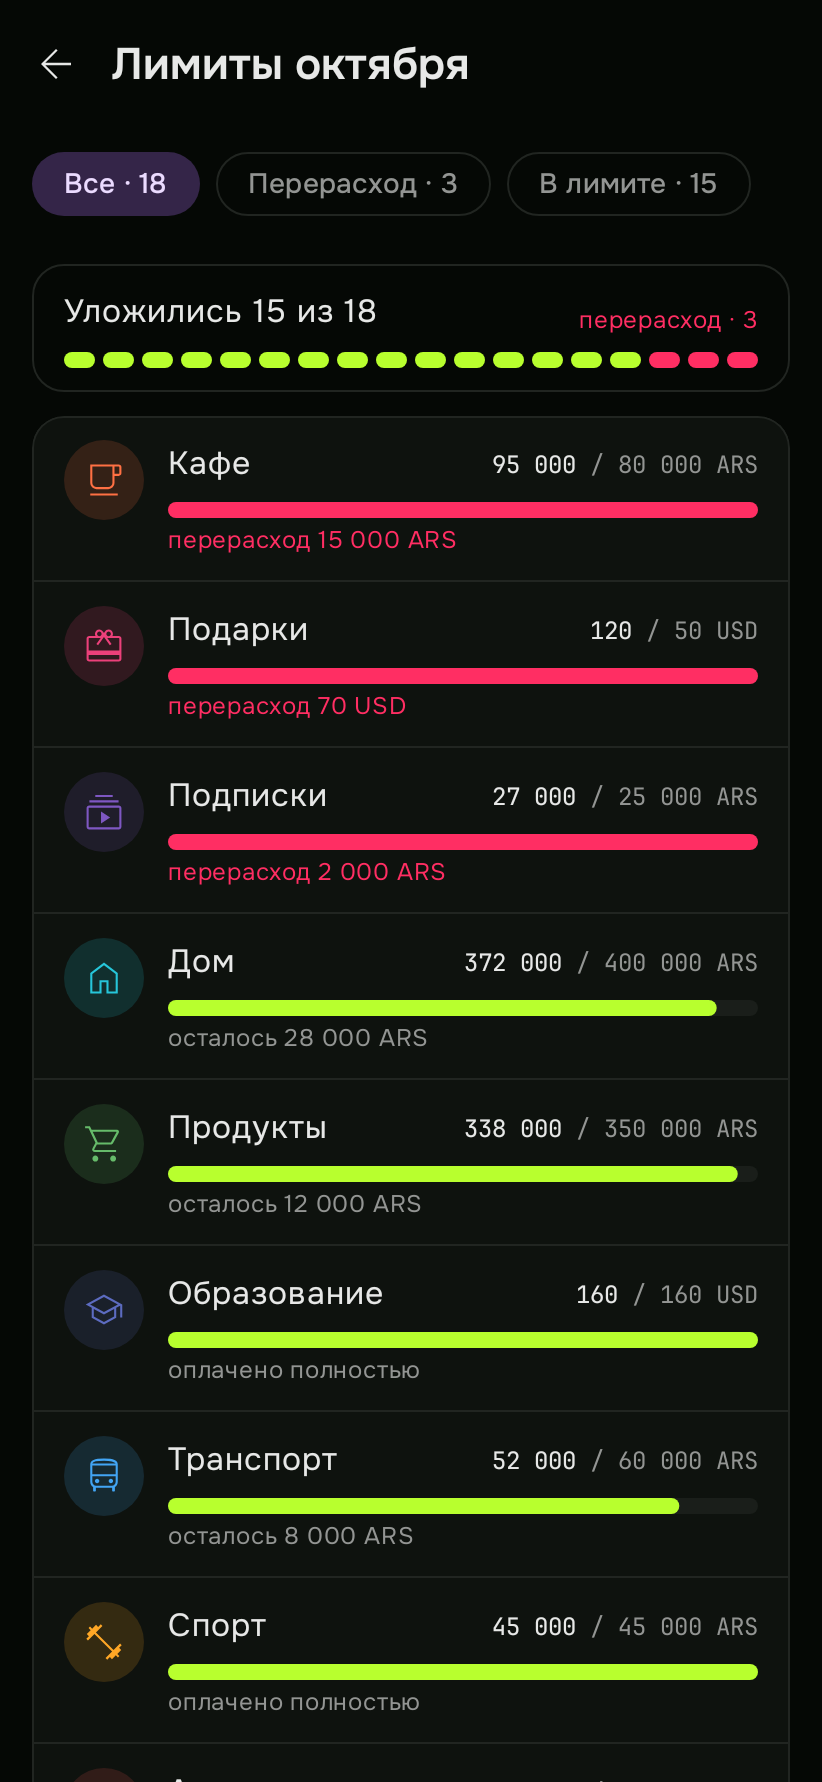 Лимиты октября
Все · 18
Перерасход · 3
В лимите · 15
Уложились 15 из 18
перерасход · 3
Кафе
95 000 / 80 000 ARS
перерасход 15 000 ARS
Подарки
120 / 50 USD
перерасход 70 USD
Подписки
27 000 / 25 000 ARS
перерасход 2 000 ARS
Дом
372 000 / 400 000 ARS
осталось 28 000 ARS
Продукты
338 000 / 350 000 ARS
осталось 12 000 ARS
Образование
160 / 160 USD
оплачено полностью
Транспорт
52 000 / 60 000 ARS
осталось 8 000 ARS
Спорт
45 000 / 45 000 ARS
оплачено полностью